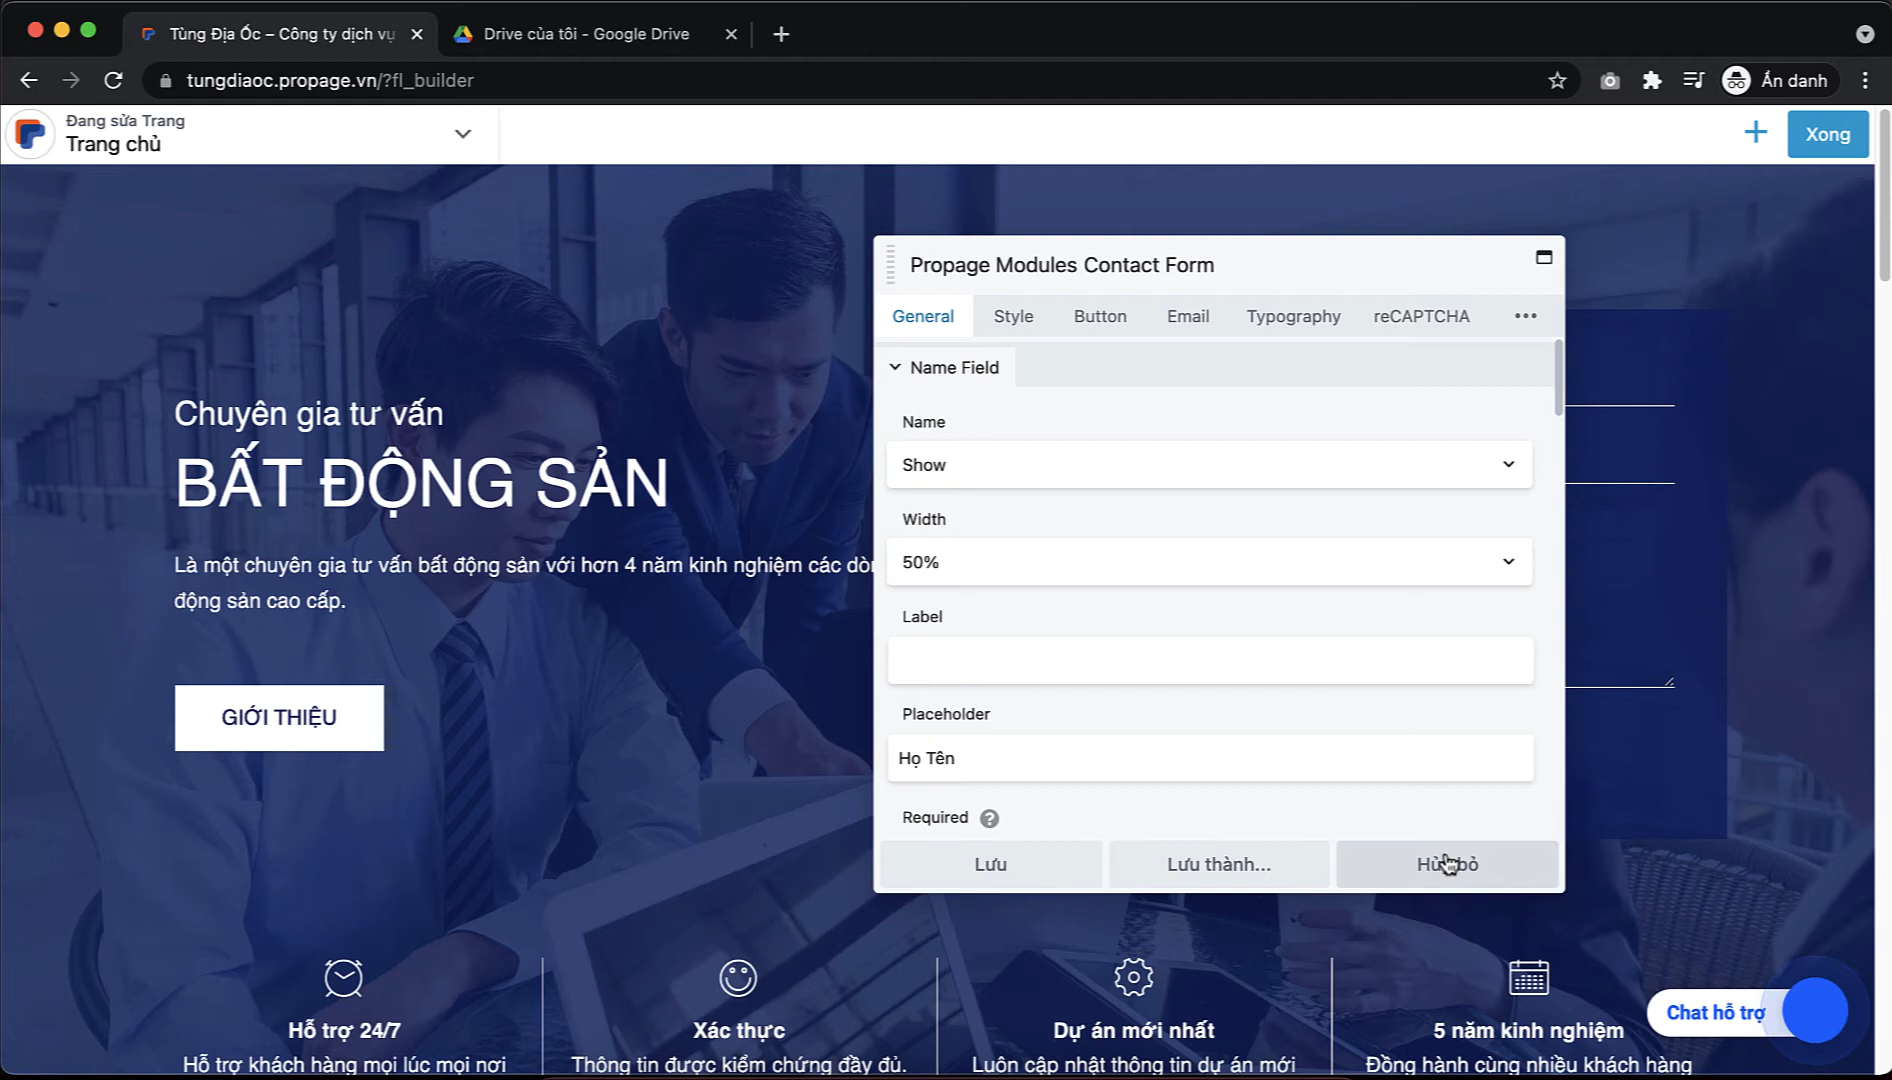 Tùng Địa Ốc – Công ty dịch vụ
Drive của tôi - Google Drive
tungdiaoc.propage.vn/?fl_builder
Ẩn danh
Đang sửa Trang
Trang chủ
Xong
Propage Modules Contact Form
General
Style
Button
Email
Typography
reCAPTCHA
Name Field
Name
Show
Width
50%
Label
Placeholder
Họ Tên
Required
Lưu
Lưu thành...
Hủy bỏ
Chuyên gia tư vấn
BẤT ĐỘNG SẢN
Là một chuyên gia tư vấn bất động sản với hơn 4 năm kinh nghiệm các
động sản cao cấp.
GIỚI THIỆU
Hỗ trợ 24/7
Hỗ trợ khách hàng mọi lúc mọi nơi
Xác thực
Thông tin được kiểm chứng đầy đủ.
Dự án mới nhất
Luôn cập nhật thông tin dự án mới
5 năm kinh nghiệm
Đồng hành cùng nhiều khách hàng
Chat hỗ trợ